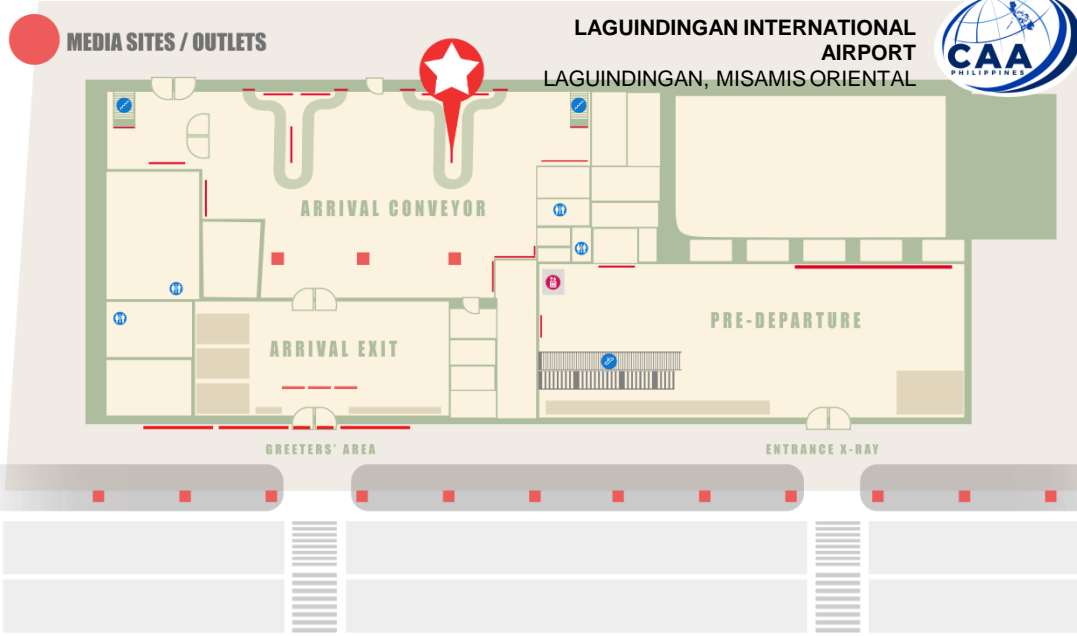 MEDIA SITES / OUTLETS
LAGUINDINGAN INTERNATIONAL
AIRPORT
LAGUINDINGAN, MISAMIS ORIENTAL
CAA
PHILIPPINES
ARRIVAL CONVEYOR
PRE-DEPARTURE
ARRIVAL EXIT
GREETERS' AREA
ENTRANCE X-RAY